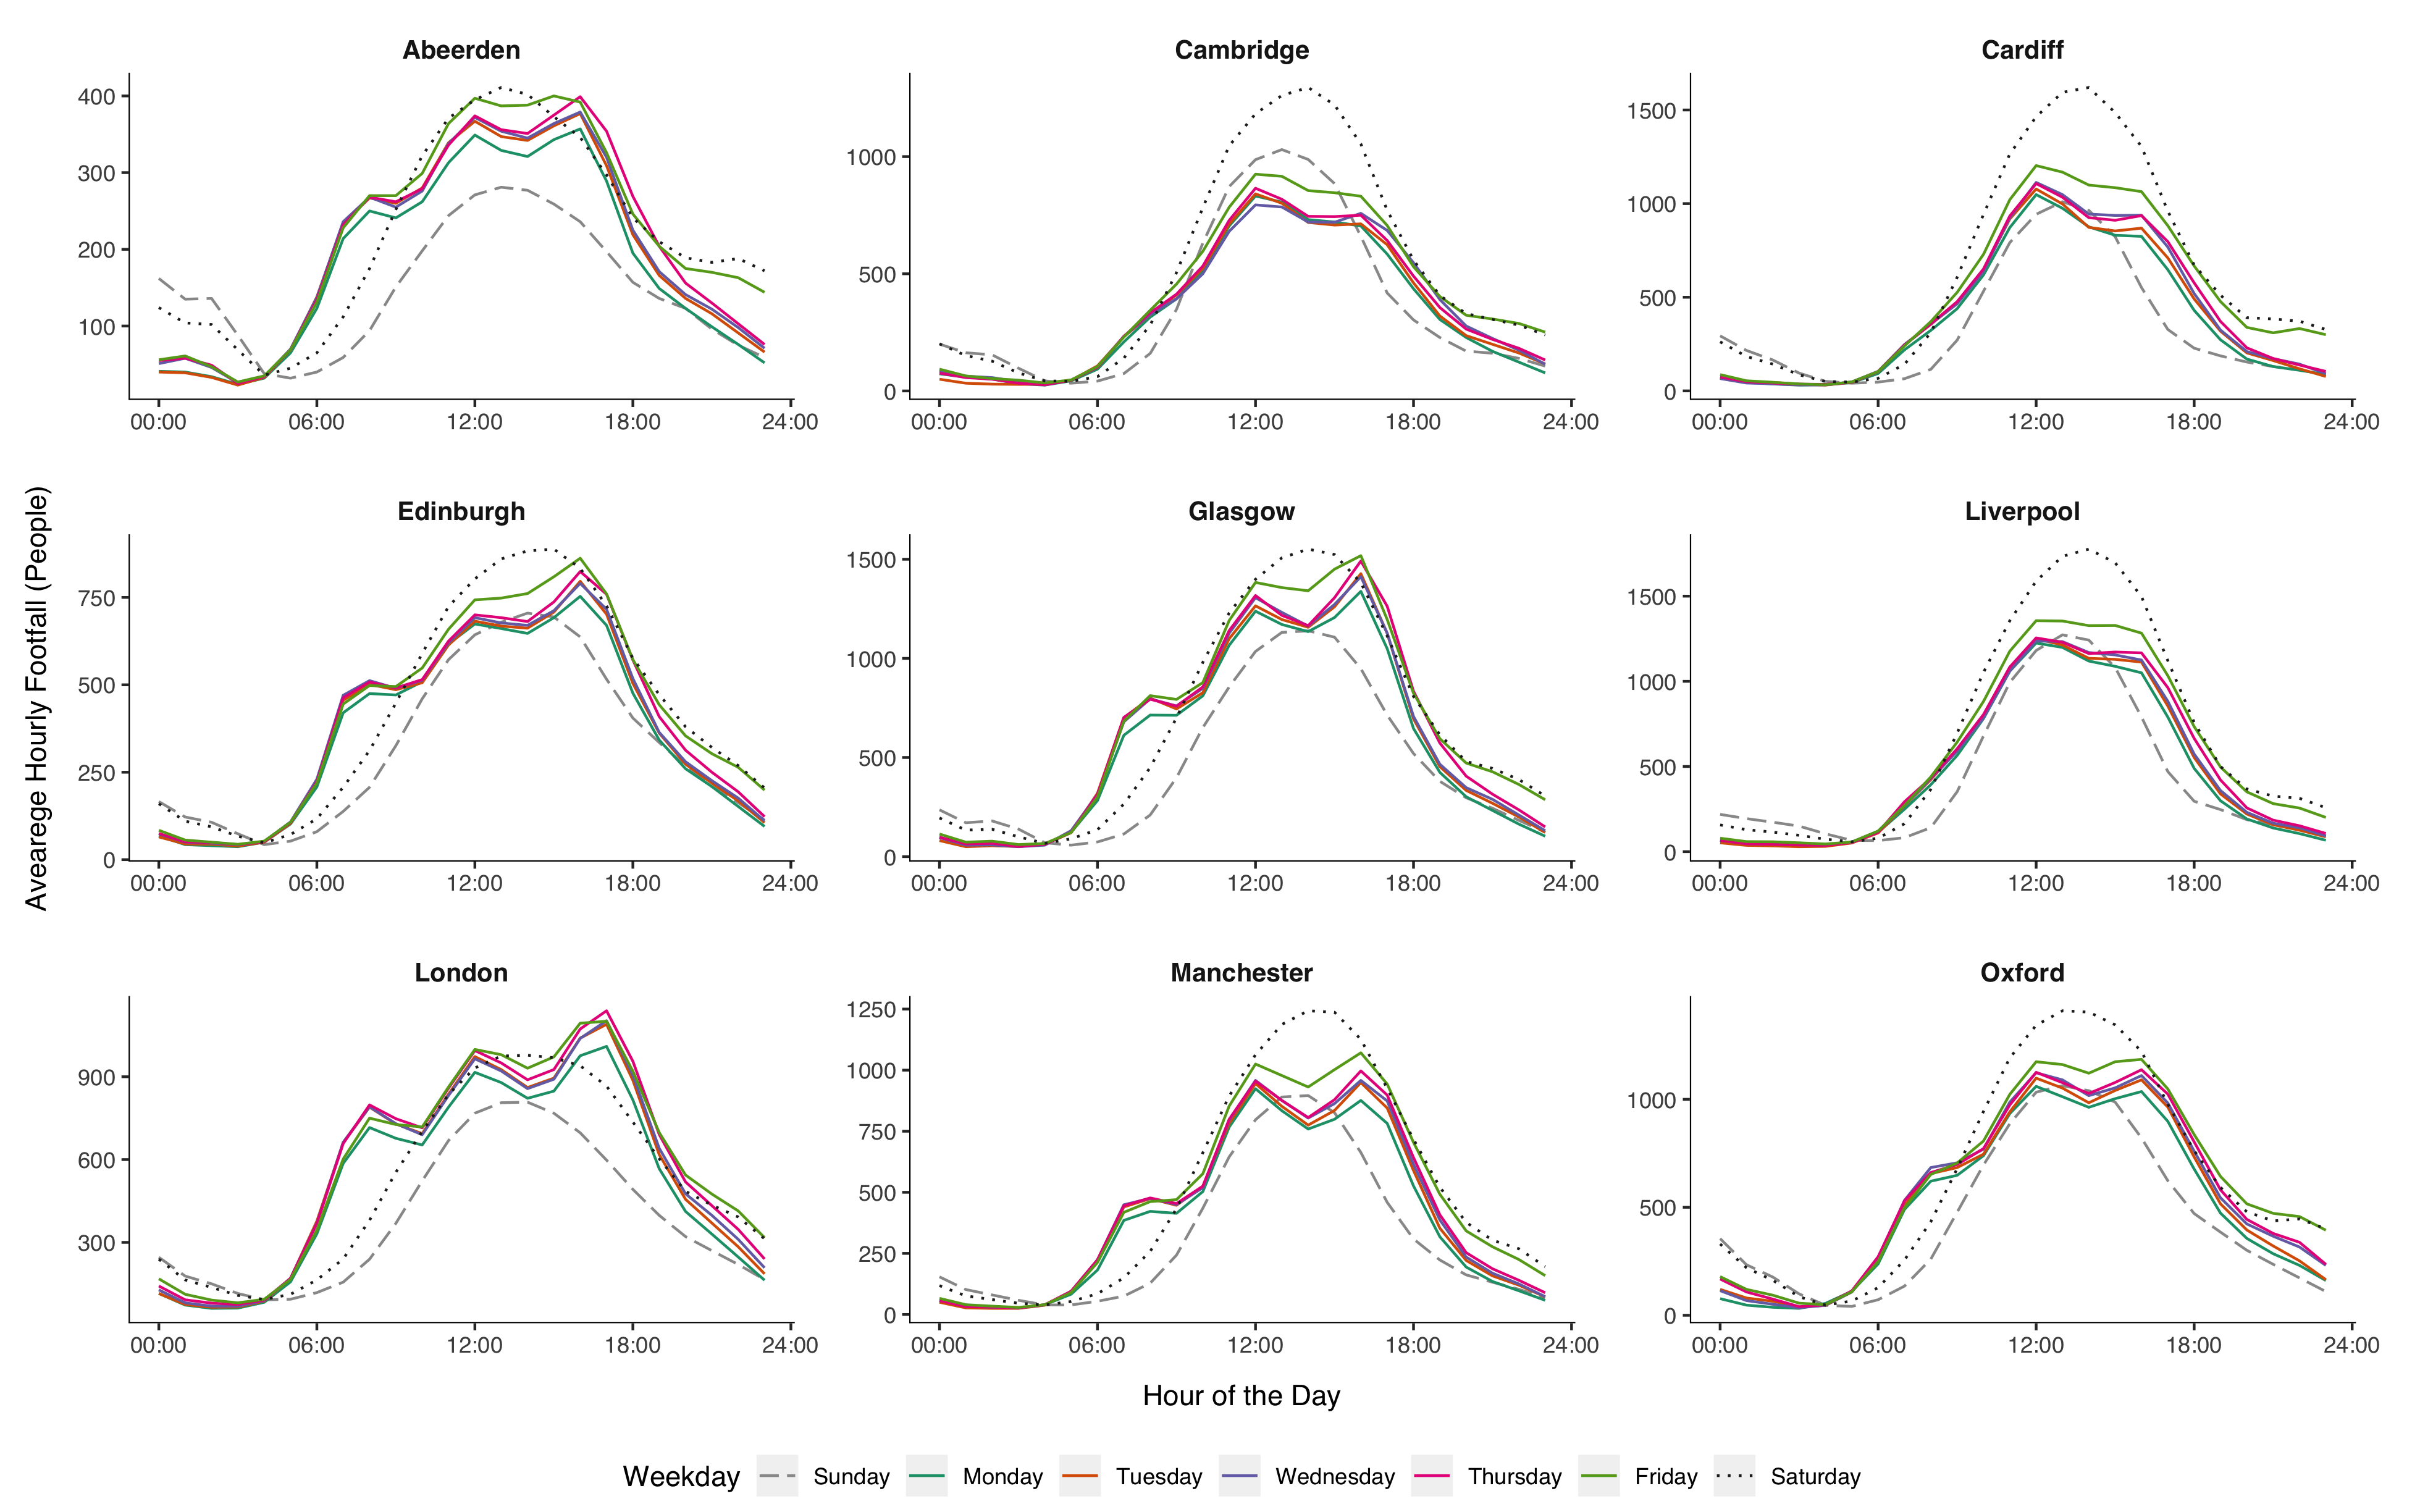 Abeerden
Cambridge
Cardiff
400
300
200
100
00:00 06:00 12:00 18:00 24:00
1000
500
0
00:00 06:00 12:00 18:00 24:00
1500
1000
500
0
00:00 06:00 12:00 18:00 24:00
Avearege Hourly Footfall (People)
Edinburgh
Glasgow
Liverpool
750
500
250
0
00:00 06:00 12:00 18:00 24:00
1500
1000
500
0
00:00 06:00 12:00 18:00 24:00
1500
1000
500
0
00:00 06:00 12:00 18:00 24:00
London
Manchester
Oxford
900
600
300
00:00 06:00 12:00 18:00 24:00
1250
1000
750
500
250
0
00:00 06:00 12:00 18:00 24:00
1000
500
0
00:00 06:00 12:00 18:00 24:00
Hour of the Day
Weekday Sunday Monday Tuesday Wednesday Thursday Friday Saturday